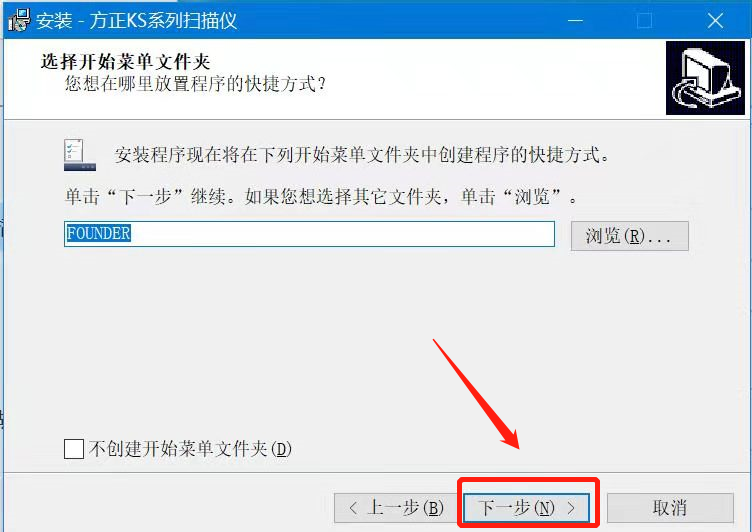 安装 - 方正KS系列扫描仪
选择开始菜单文件夹
您想在哪里放置程序的快捷方式？
安装程序现在将在下列开始菜单文件夹中创建程序的快捷方式。
单击“下一步”继续。如果您想选择其它文件夹，单击“浏览”。
FOUNDER
浏览(R)...
不创建开始菜单文件夹(D)
< 上一步(B)
下一步(N) >
取消